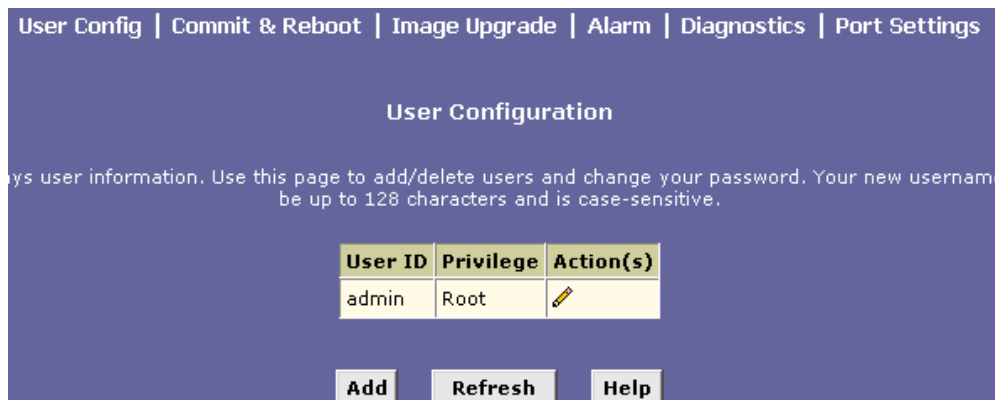 User Config | Commit & Reboot | Image Upgrade | Alarm | Diagnostics | Port Settings
User Configuration
user information. Use this page to add/delete users and change your password. Your new
be up to 128 characters and is case-sensitive.
User ID Privilege Action(s)
admin Root
Add Refresh Help